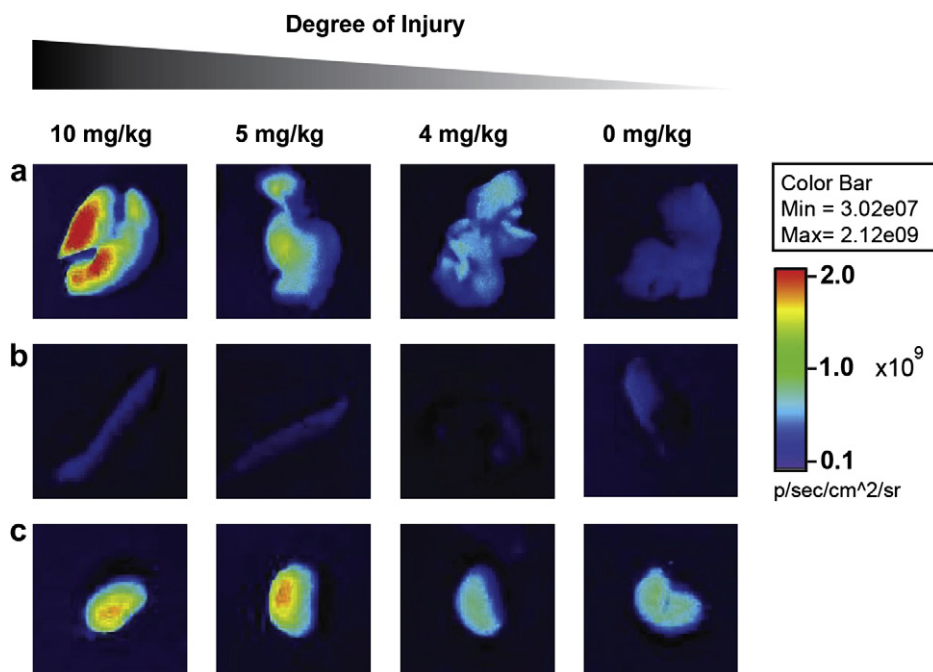 Degree of Injury
10 mg/kg
5 mg/kg
4 mg/kg
0 mg/kg
a
b
c
Color Bar
Min = 3.02e07
Max= 2.12e09
2.0
1.0
x10^9
0.1
p/sec/cm^2/sr